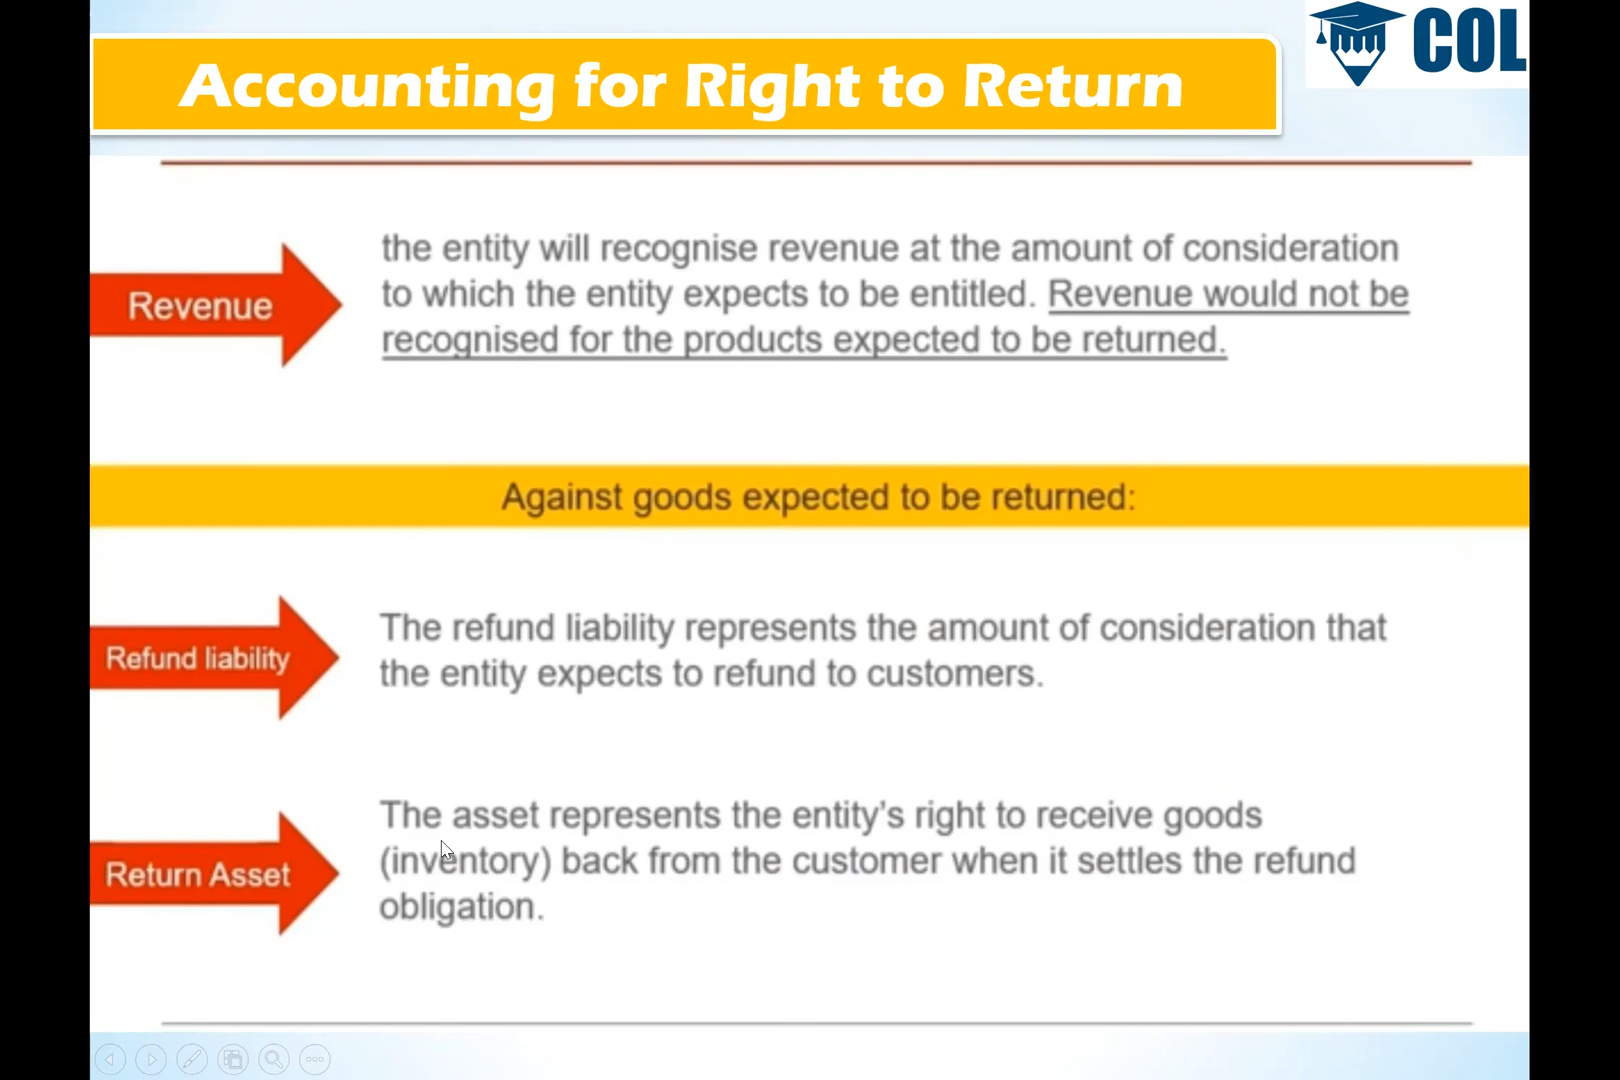 COL
Accounting for Right to Return
Revenue
the entity will recognise revenue at the amount of consideration
to which the entity expects to be entitled. Revenue would not be
recognised for the products expected to be returned.
Against goods expected to be returned:
Refund liability
The refund liability represents the amount of consideration that
the entity expects to refund to customers.
Return Asset
The asset represents the entity's right to receive goods
(inventory) back from the customer when it settles the refund
obligation.